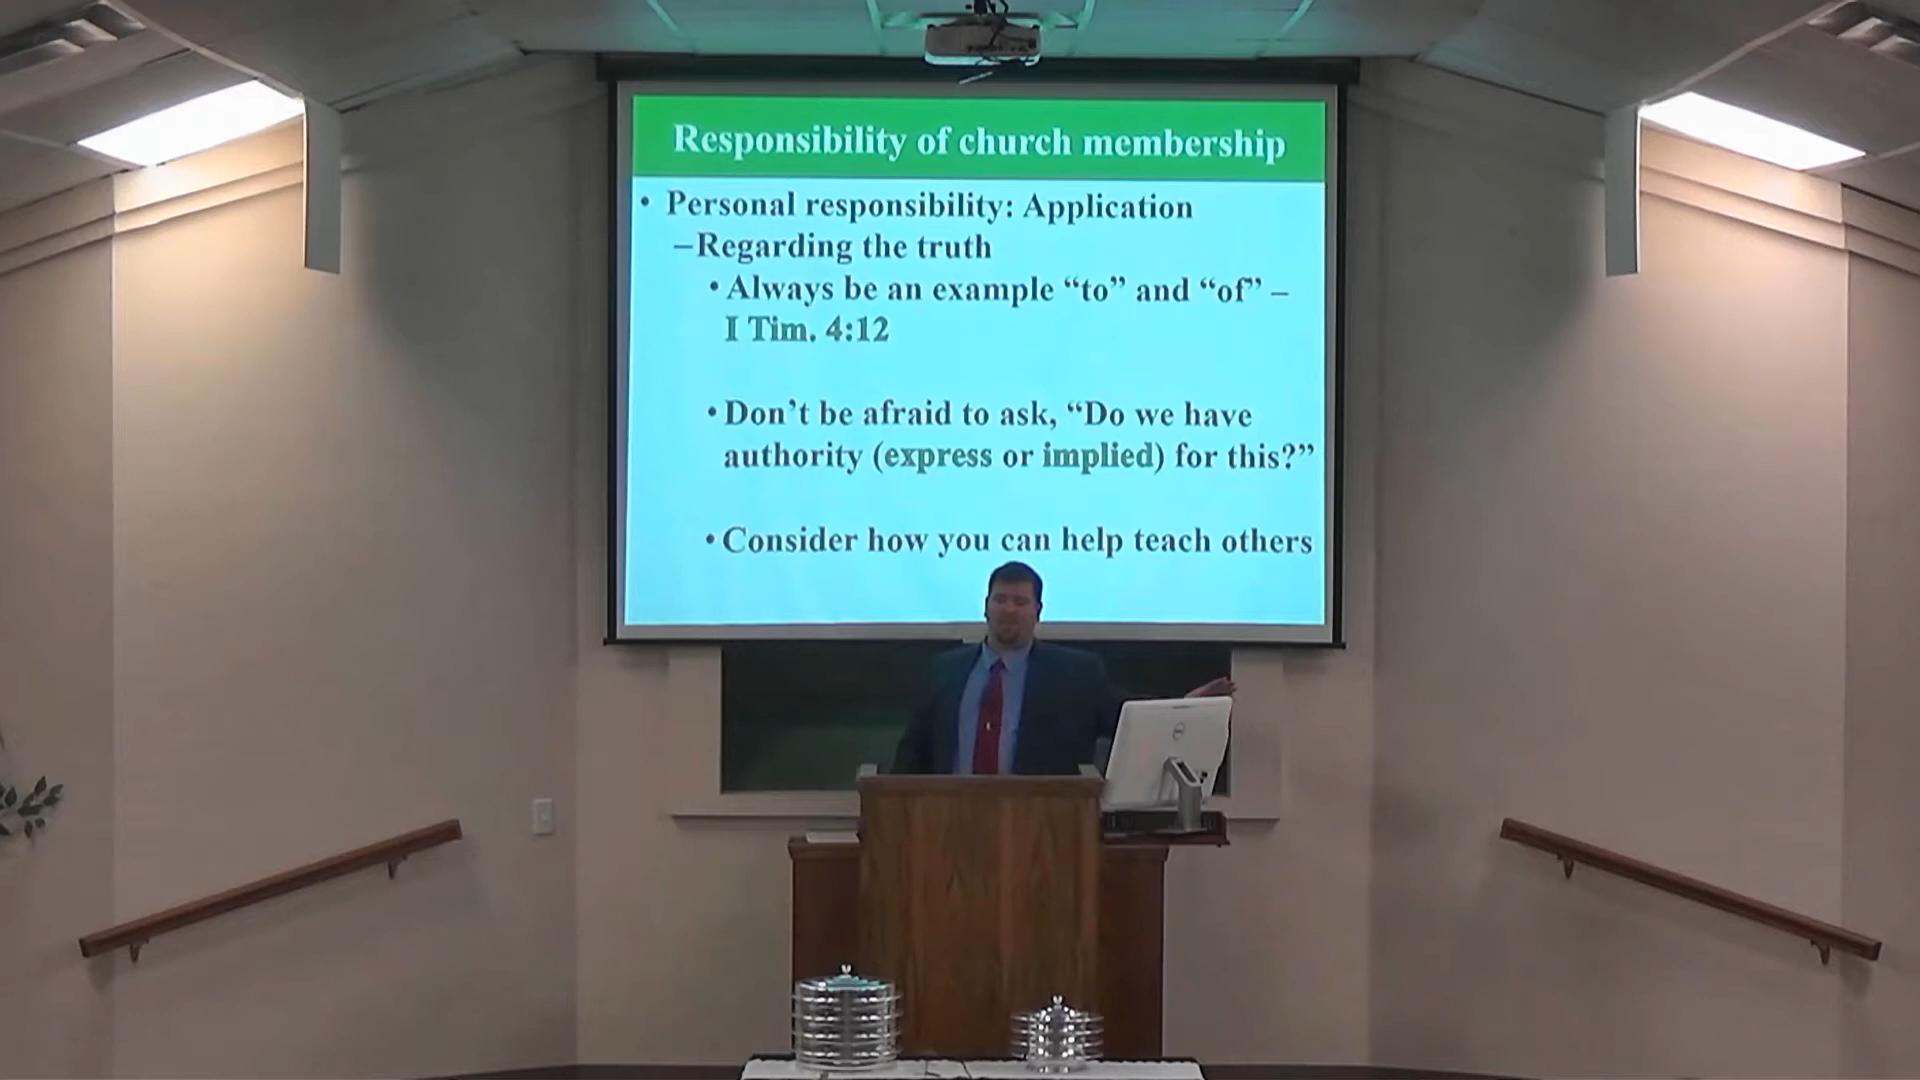 Responsibility of church membership
• Personal responsibility: Application
–Regarding the truth
• Always be an example “to” and “of” –
I Tim. 4:12
• Don’t be afraid to ask, “Do we have
authority (express or implied) for this?”
• Consider how you can help teach others
DELL